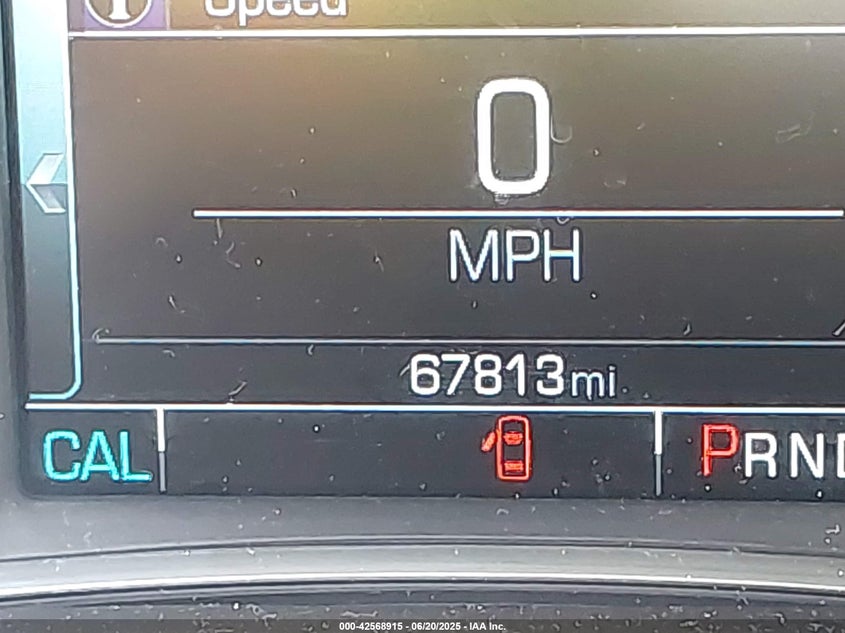 Speed
0
MPH
67813mi
CAL
PRND
000-42568915 - 06/20/2025 - IAA Inc.